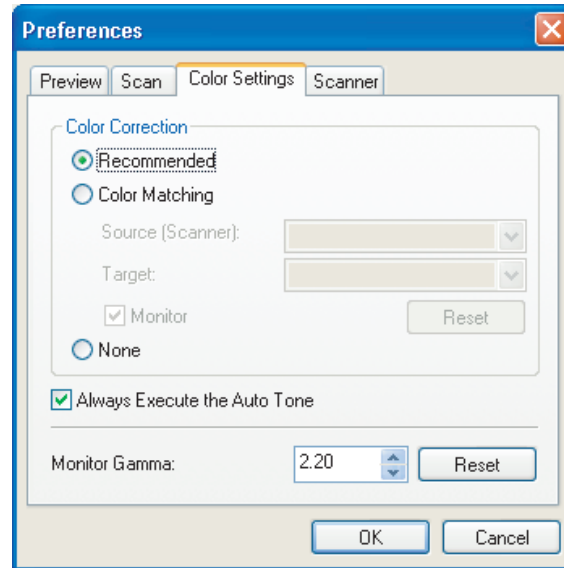 Preferences
Preview Scan Color Settings Scanner
Color Correction
Recommended
Color Matching
Source (Scanner):
Target:
Monitor Reset
None
Always Execute the Auto Tone
Monitor Gamma: 2.20 Reset
OK Cancel